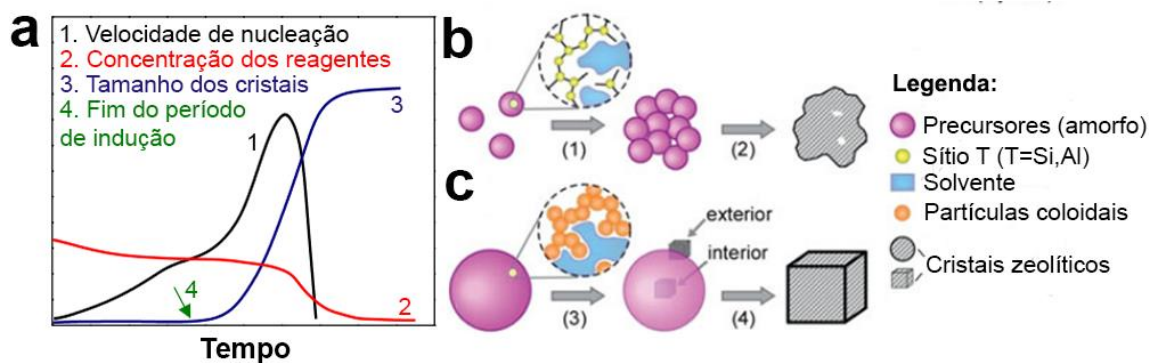 a
1. Velocidade de nucleação
2. Concentração dos reagentes
3. Tamanho dos cristais
4. Fim do período
de indução
1
3
4
2
Tempo
b
(1)
(2)
c
exterior
interior
(3)
(4)
Legenda:
Precursores (amorfo)
Sítio T (T=Si,Al)
Solvente
Partículas coloidais
Cristais zeolíticos